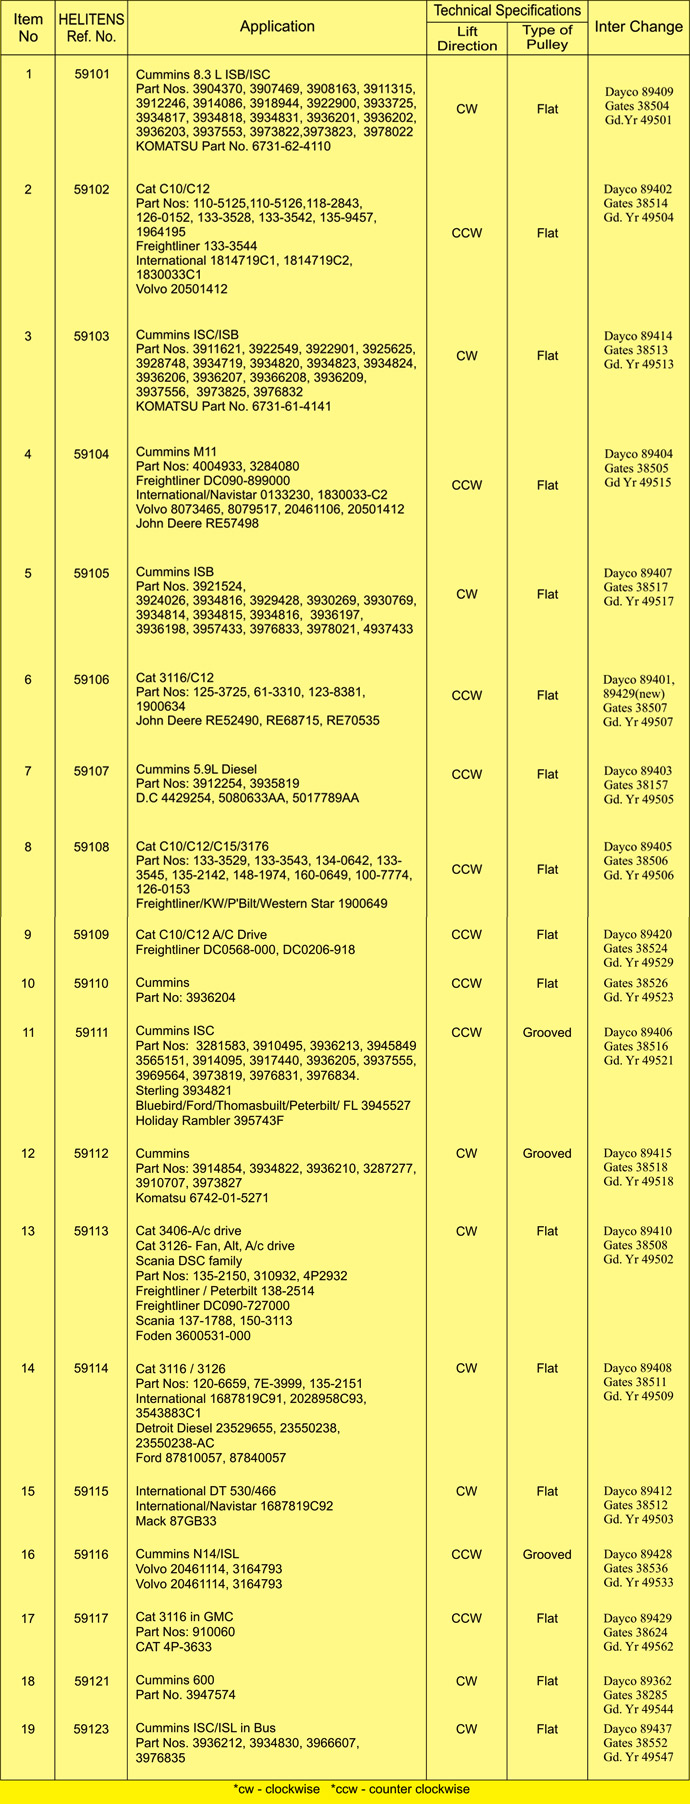 Item No
HELITENS Ref. No.
Application
Technical Specifications
Lift Direction
Type of Pulley
Inter Change
1
59101
Cummins 8.3 L ISB/ISC
Part Nos. 3904370, 3907469, 3908163, 3911315,
3912246, 3914086, 3918944, 3922900, 3933725,
3934817, 3934818, 3934831, 3936201, 3936202,
3936203, 3937553, 3973822,3973823, 3978022
KOMATSU Part No. 6731-62-4110
CW
Flat
Dayco 89409
Gates 38504
Gd.Yr 49501
2
59102
Cat C10/C12
Part Nos: 110-5125,110-5126,118-2843,
126-0152, 133-3528, 133-3542, 135-9457,
1964195
Freightliner 133-3544
International 1814719C1, 1814719C2,
1830033C1
Volvo 20501412
CCW
Flat
Dayco 89402
Gates 38514
Gd. Yr 49504
3
59103
Cummins ISC/ISB
Part Nos. 3911621, 3922549, 3922901, 3925625,
3928748, 3934719, 3934820, 3934823, 3934824,
3936206, 3936207, 39366208, 3936209,
3937556, 3973825, 3976832
KOMATSU Part No. 6731-61-4141
CW
Flat
Dayco 89414
Gates 38513
Gd. Yr 49513
4
59104
Cummins M11
Part Nos: 4004933, 3284080
Freightliner DC090-899000
International/Navistar 0133230, 1830033-C2
Volvo 8073465, 8079517, 20461106, 20501412
John Deere RE57498
CCW
Flat
Dayco 89404
Gates 38505
Gd Yr 49515
5
59105
Cummins ISB
Part Nos. 3921524,
3924026, 3934816, 3929428, 3930269, 3930769,
3934814, 3934815, 3934816, 3936197,
3936198, 3957433, 3976833, 3978021, 4937433
CW
Flat
Dayco 89407
Gates 38517
Gd. Yr 49517
6
59106
Cat 3116/C12
Part Nos: 125-3725, 61-3310, 123-8381,
1900634
John Deere RE52490, RE68715, RE70535
CCW
Flat
Dayco 89401,
89429(new)
Gates 38507
Gd. Yr 49507
7
59107
Cummins 5.9L Diesel
Part Nos: 3912254, 3935819
D.C 4429254, 5080633AA, 5017789AA
CCW
Flat
Dayco 89403
Gates 38157
Gd. Yr 49505
8
59108
Cat C10/C12/C15/3176
Part Nos: 133-3529, 133-3543, 134-0642, 133-
3545, 135-2142, 148-1974, 160-0649, 100-7774,
126-0153
Freightliner/KW/P'Bilt/Western Star 1900649
CCW
Flat
Dayco 89405
Gates 38506
Gd. Yr 49506
9
59109
Cat C10/C12 A/C Drive
Freightliner DC0568-000, DC0206-918
CCW
Flat
Dayco 89420
Gates 38524
Gd. Yr 49529
10
59110
Cummins
Part No: 3936204
CCW
Flat
Gates 38526
Gd. Yr 49523
11
59111
Cummins ISC
Part Nos: 3281583, 3910495, 3936213, 3945849
3565151, 3914095, 3917440, 3936205, 3937555,
3969564, 3973819, 3976831, 3976834.
Sterling 3934821
Bluebird/Ford/Thomasbuilt/Peterbilt/ FL 3945527
Holiday Rambler 395743F
CCW
Grooved
Dayco 89406
Gates 38516
Gd. Yr 49521
12
59112
Cummins
Part Nos: 3914854, 3934822, 3936210, 3287277,
3910707, 3973827
Komatsu 6742-01-5271
CW
Grooved
Dayco 89415
Gates 38518
Gd. Yr 49518
13
59113
Cat 3406-A/c drive
Cat 3126- Fan, Alt, A/c drive
Scania DSC family
Part Nos: 135-2150, 310932, 4P2932
Freightliner / Peterbilt 138-2514
Freightliner DC090-727000
Scania 137-1788, 150-3113
Foden 3600531-000
CW
Flat
Dayco 89410
Gates 38508
Gd. Yr 49502
14
59114
Cat 3116 / 3126
Part Nos: 120-6659, 7E-3999, 135-2151
International 1687819C91, 2028958C93,
3543883C1
Detroit Diesel 23529655, 23550238,
23550238-AC
Ford 87810057, 87840057
CW
Flat
Dayco 89408
Gates 38511
Gd. Yr 49509
15
59115
International DT 530/466
International/Navistar 1687819C92
Mack 87GB33
CW
Flat
Dayco 89412
Gates 38512
Gd. Yr 49503
16
59116
Cummins N14/ISL
Volvo 20461114, 3164793
Volvo 20461114, 3164793
CCW
Grooved
Dayco 89428
Gates 38536
Gd. Yr 49533
17
59117
Cat 3116 in GMC
Part Nos: 910060
CAT 4P-3633
CCW
Flat
Dayco 89429
Gates 38624
Gd. Yr 49562
18
59121
Cummins 600
Part No. 3947574
CW
Flat
Dayco 89362
Gates 38285
Gd. Yr 49544
19
59123
Cummins ISC/ISL in Bus
Part Nos. 3936212, 3934830, 3966607,
3976835
CW
Flat
Dayco 89437
Gates 38552
Gd. Yr 49547
*cw - clockwise *ccw - counter clockwise